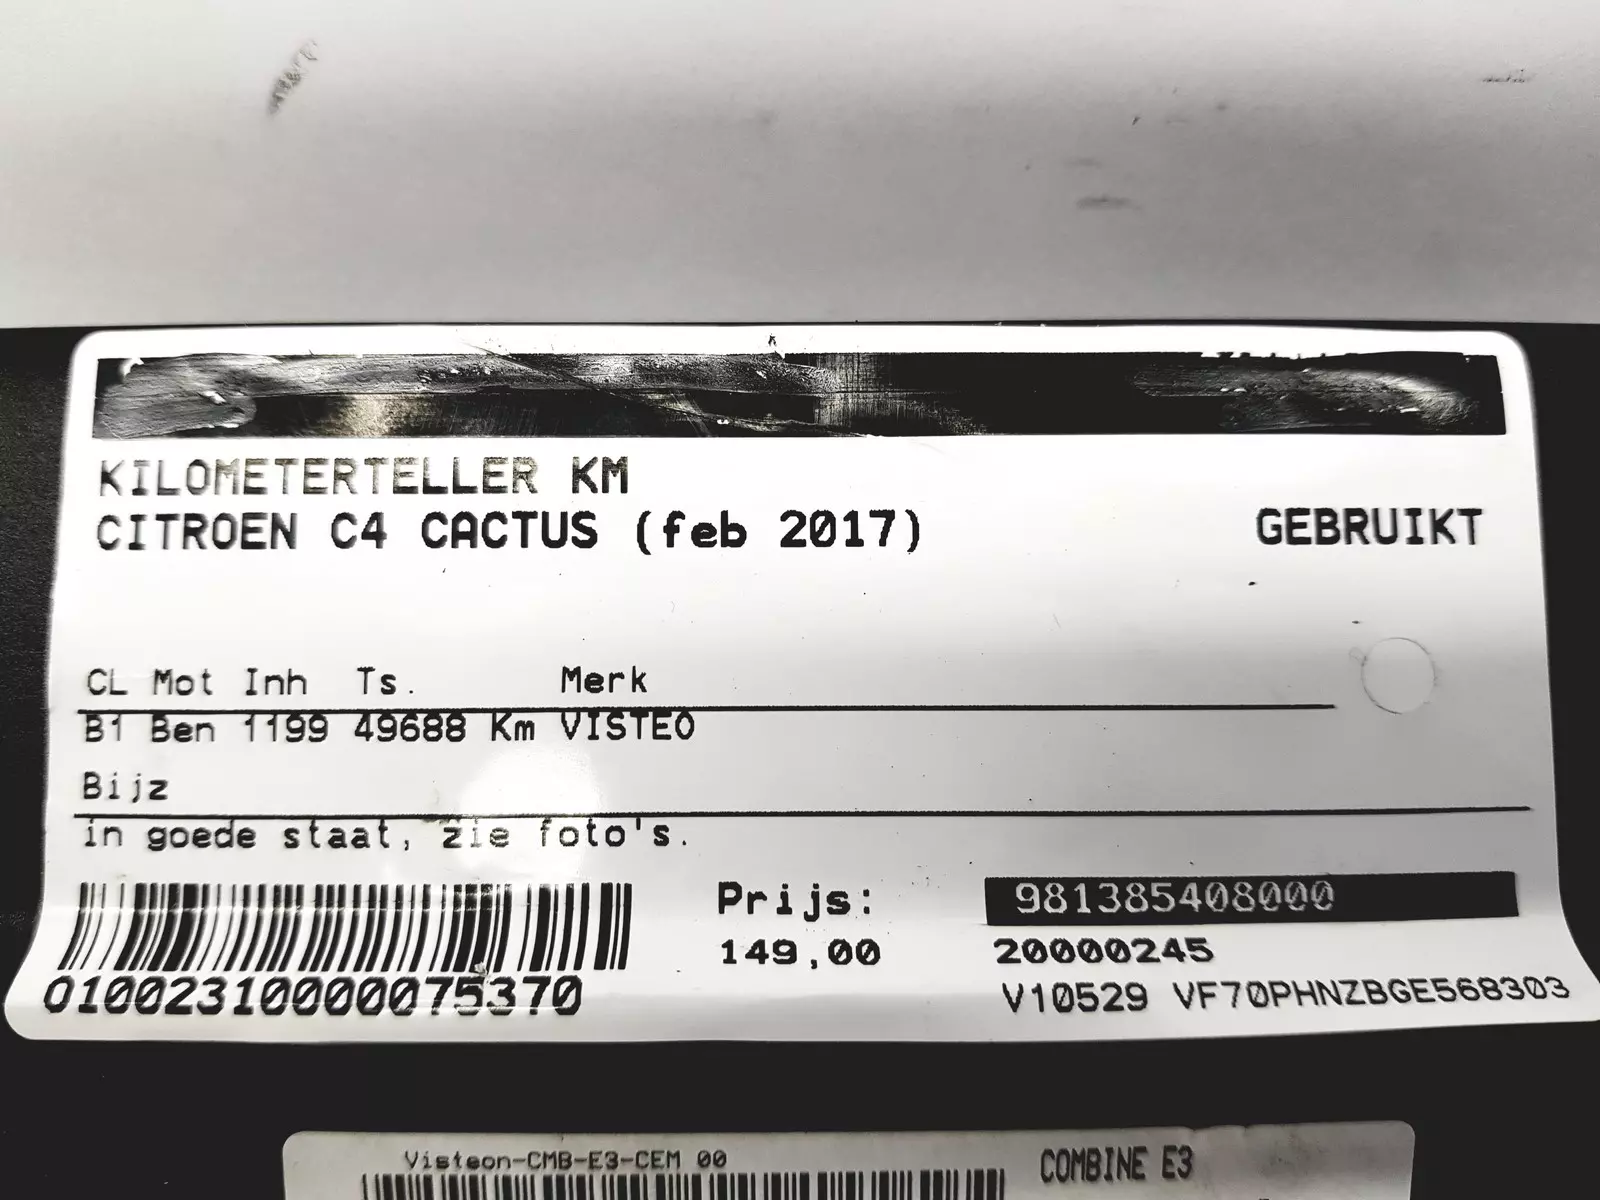 KILOMETERTELLER KM
CITROEN C4 CACTUS (feb 2017) GEBRUIKT
CL Mot Inh Ts. Merk
B1 Ben 1199 49688 Km VISTEO
Bijz
in goede staat, zie foto's.
Prijs: 981385408000
149,00 20000245
01002310000075370 V10529 VF70PHNZBGE568303
Visteon-CMB-E3-CEM 00 COMBINE E3